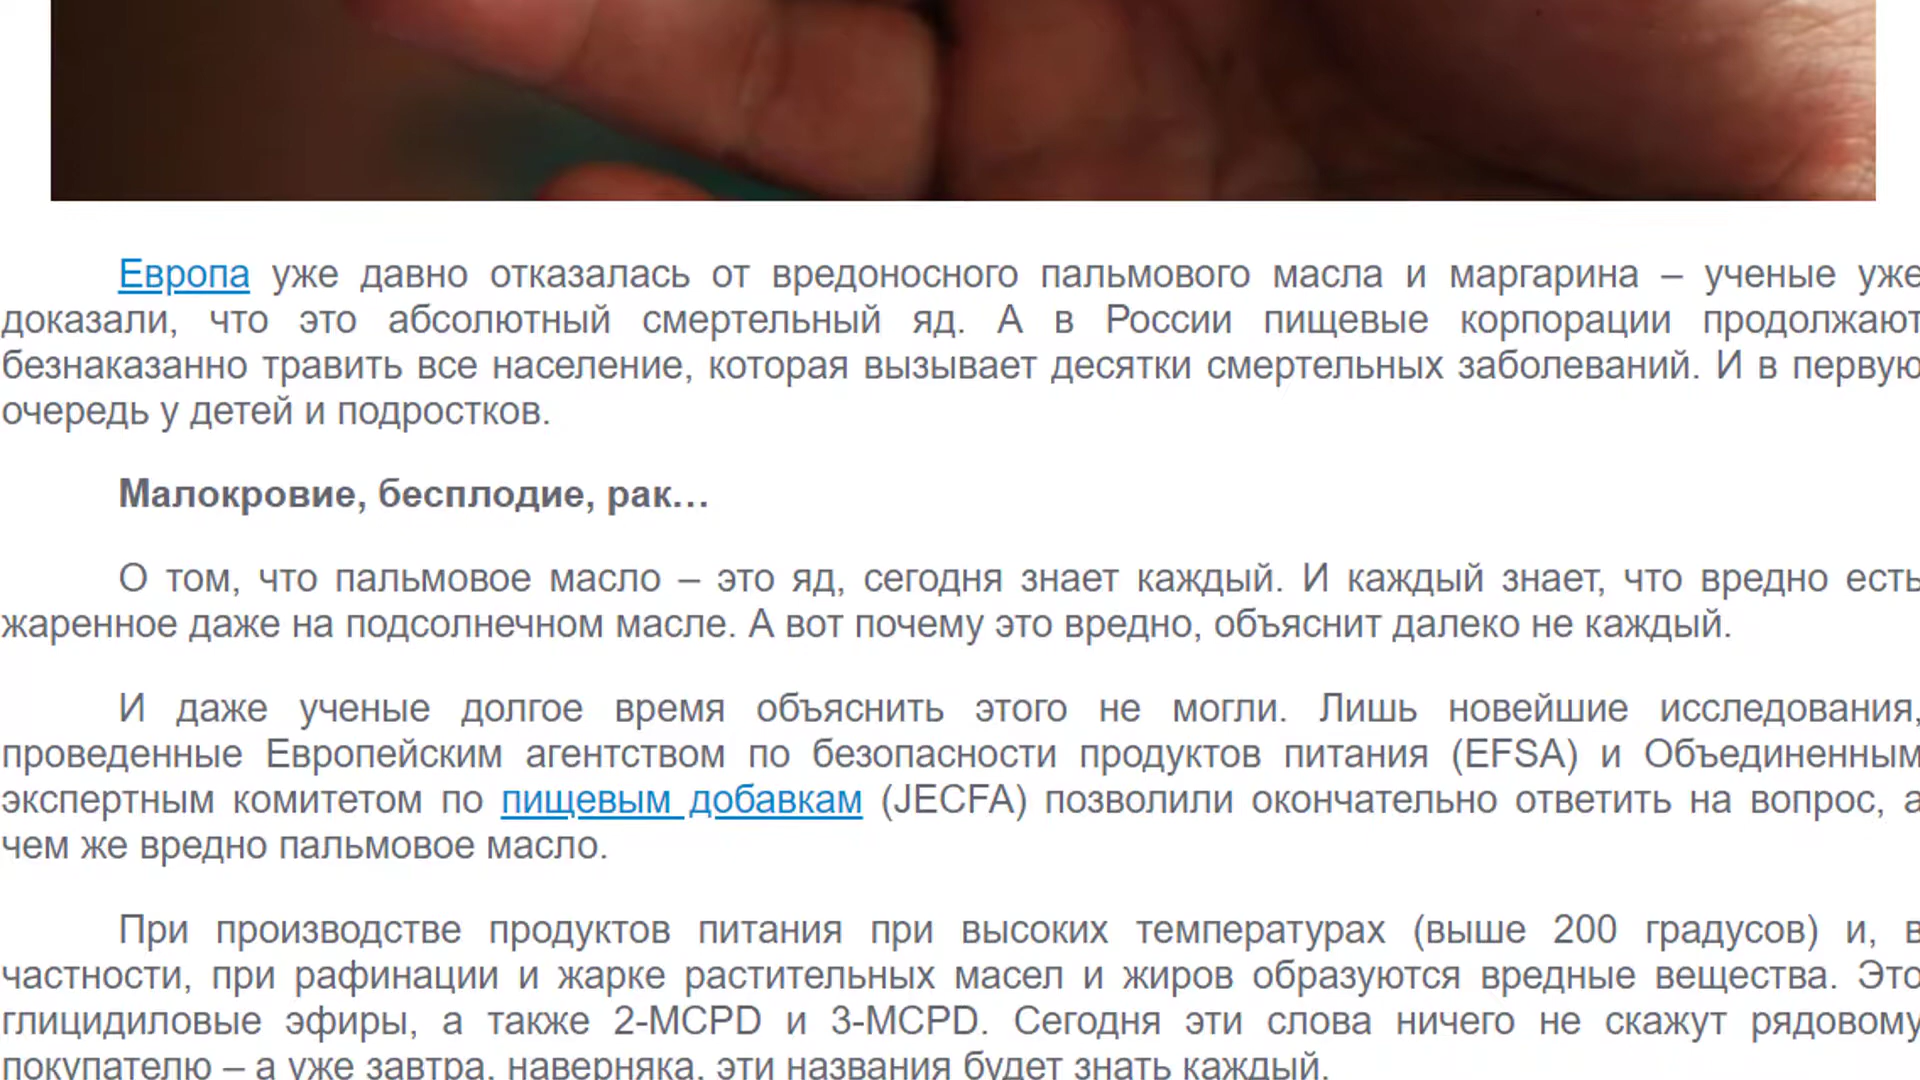 Европа уже давно отказалась от вредоносного пальмового масла и маргарина – ученые уже
доказали, что это абсолютный смертельный яд. А в России пищевые корпорации продолжают
безнаказанно травить все население, которая вызывает десятки смертельных заболеваний. И в первую
очередь у детей и подростков.
Малокровие, бесплодие, рак…
О том, что пальмовое масло – это яд, сегодня знает каждый. И каждый знает, что вредно есть
жаренное даже на подсолнечном масле. А вот почему это вредно, объяснит далеко не каждый.
И даже ученые долгое время объяснить этого не могли. Лишь новейшие исследования,
проведенные Европейским агентством по безопасности продуктов питания (EFSA) и Объединенным
экспертным комитетом по пищевым добавкам (JECFA) позволили окончательно ответить на вопрос, а
чем же вредно пальмовое масло.
При производстве продуктов питания при высоких температурах (выше 200 градусов) и, в
частности, при рафинации и жарке растительных масел и жиров образуются вредные вещества. Это
глицидиловые эфиры, а также 2-MCPD и 3-MCPD. Сегодня эти слова ничего не скажут рядовому
покупателю – а уже завтра, наверняка, эти названия будет знать каждый.